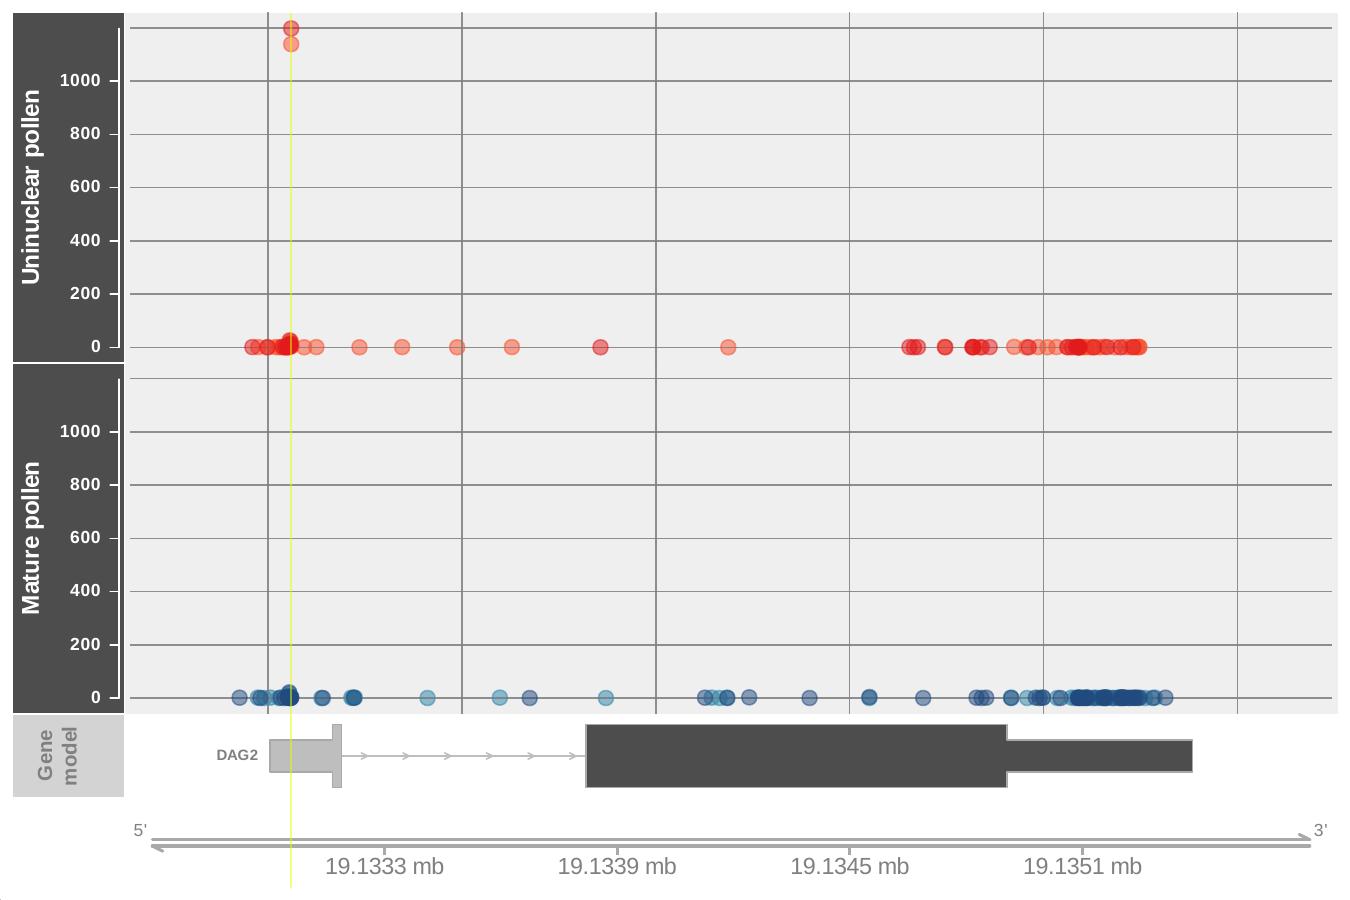 Uninuclear pollen
1000
800
600
400
200
0
Mature pollen
1000
800
600
400
200
0
Gene
model
DAG2
5'
3'
19.1333 mb
19.1339 mb
19.1345 mb
19.1351 mb